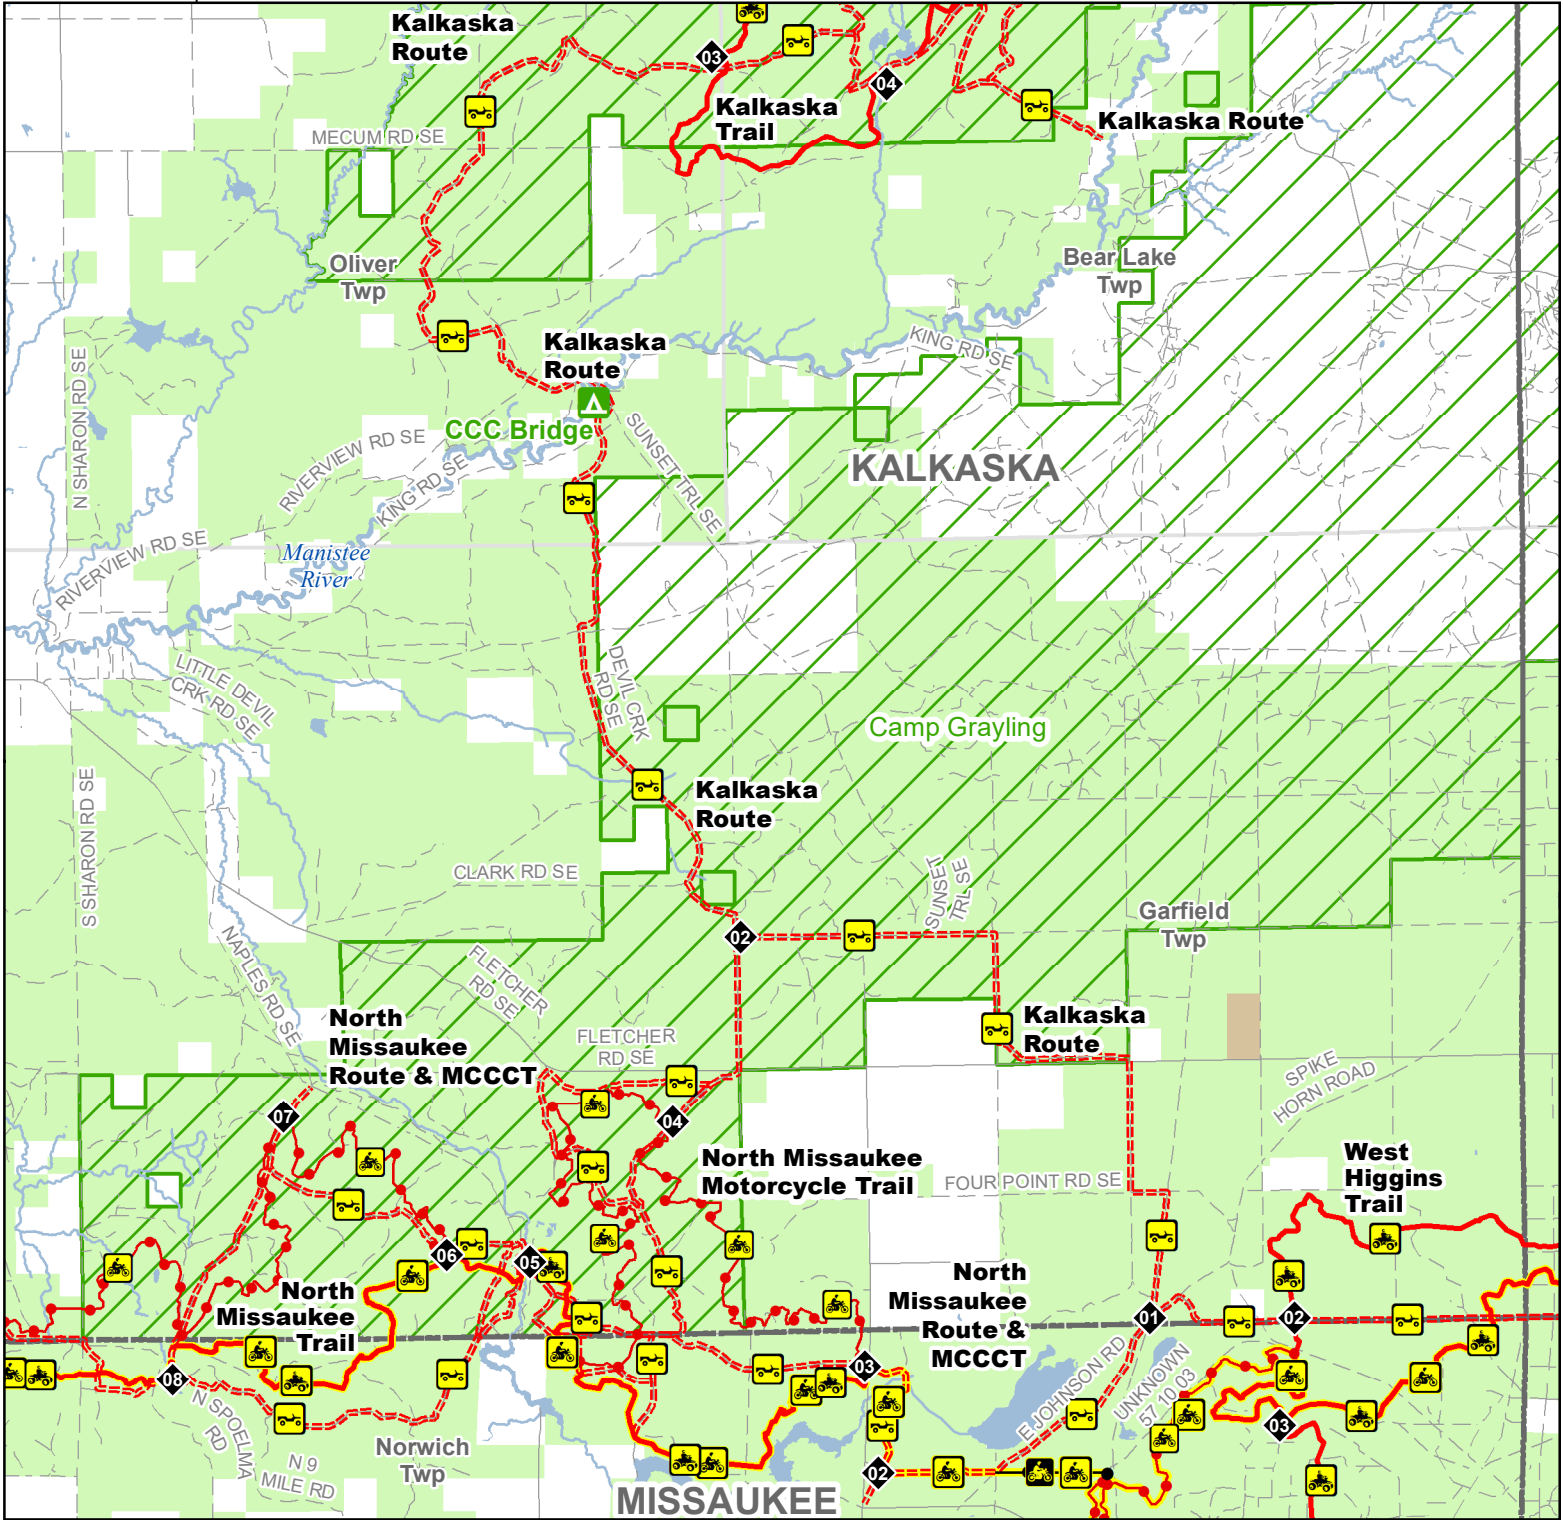 Kalkaska
Route
03
04
Kalkaska
Trail
Kalkaska Route
MECUM RD SE
Oliver
Twp
Bear Lake
Twp
KING RD SE
Kalkaska
Route
N SHARON RD SE
CCC Bridge
SUNSET TRL SE
RIVERVIEW RD SE
KING RD SE
KALKASKA
Manistee
River
RIVERVIEW RD SE
LITTLE DEVIL
CRK RD SE
DEVIL CRK
RD SE
Camp Grayling
Kalkaska
Route
S SHARON RD SE
CLARK RD SE
SUNSET
TRL SE
Garfield
Twp
02
NAPLES RD SE
FLETCHER
RD SE
North
Missaukee
Route & MCCCT
FLETCHER
RD SE
Kalkaska
Route
SPIKE
HORN ROAD
07
04
North Missaukee
Motorcycle Trail
FOUR POINT RD SE
West
Higgins
Trail
06
05
North
Missaukee
Trail
North
Missaukee
Route &
MCCCT
01
02
08
03
E JOHNSON RD
UNKNOWN
57 10 03
03
N SPOELMA
RD
N 9
MILE RD
Norwich
Twp
02
MISSAUKEE